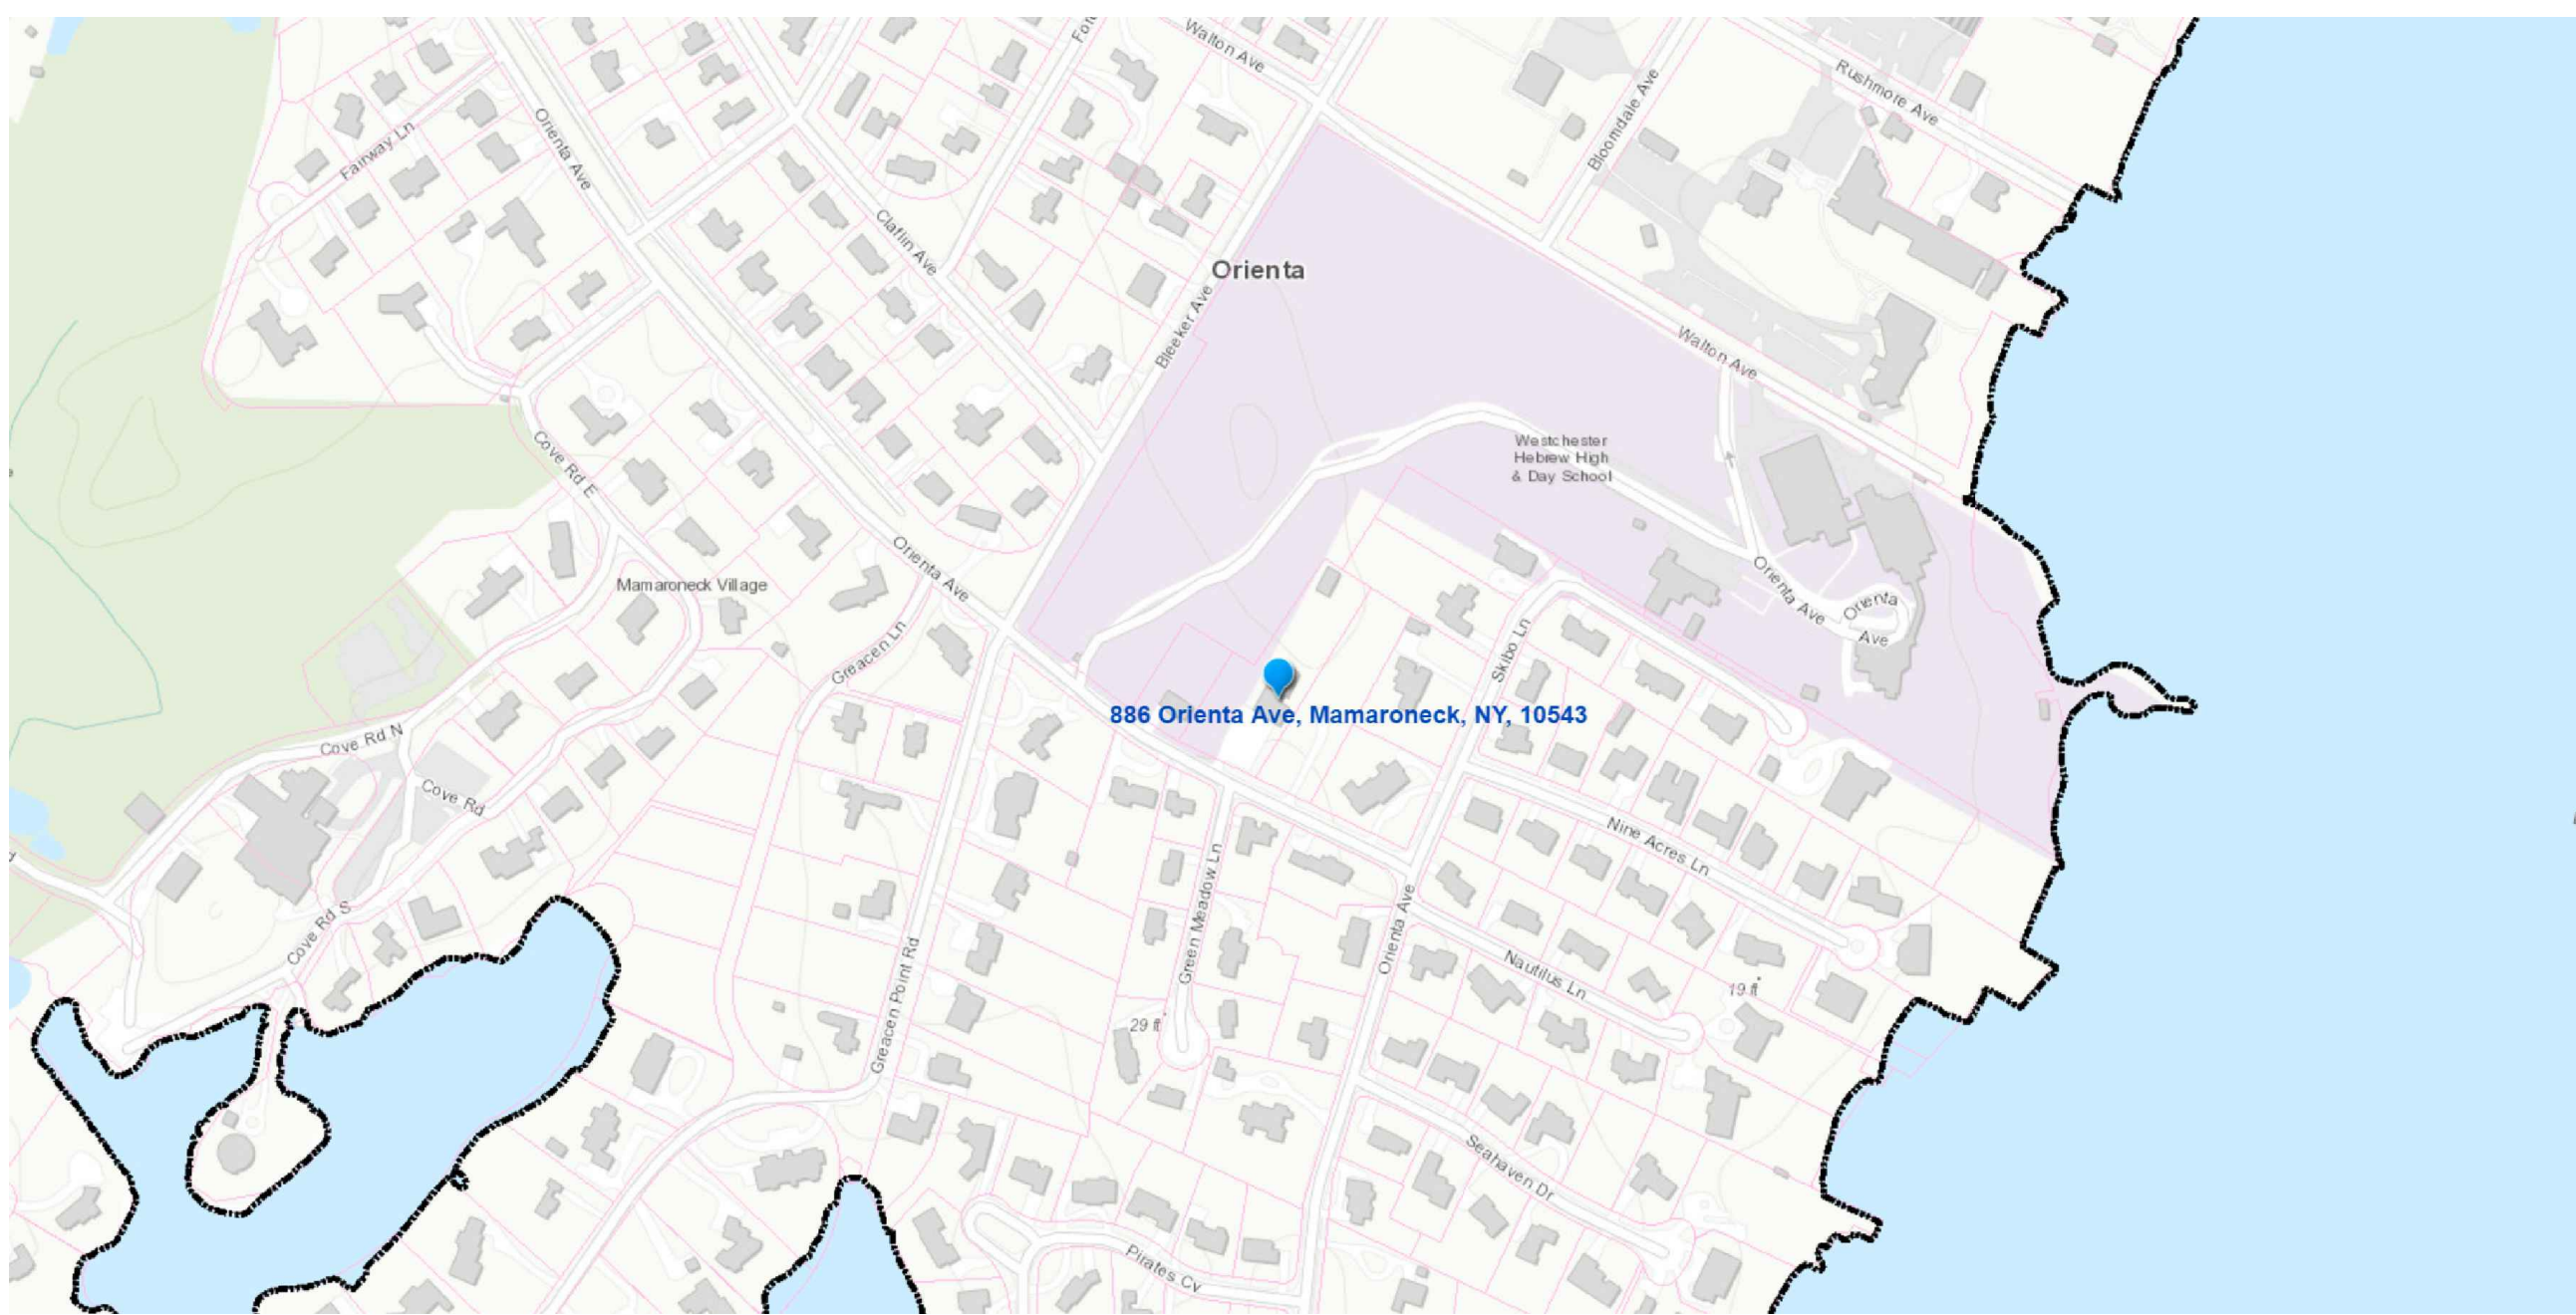 Walton Ave
Rushmore Ave
Bloomdale Ave
Fairway Ln
Orienta Ave
Claflin Ave
Orienta
Bleeker Ave
Walton Ave
Cove Rd E
Westchester
Hebrew High
& Day School
Orienta Ave
Mamaroneck Village
Orienta Ave
Orienta
Ave
Greacen Ln
Skibo Ln
886 Orienta Ave, Mamaroneck, NY, 10543
Cove Rd N
Cove Rd
Nine Acres Ln
Cove Rd S
Green Meadow Ln
Orienta Ave
Greacen Point Rd
Nautilus Ln
19 ft
29 ft
Seahaven Dr
Pirates Cv